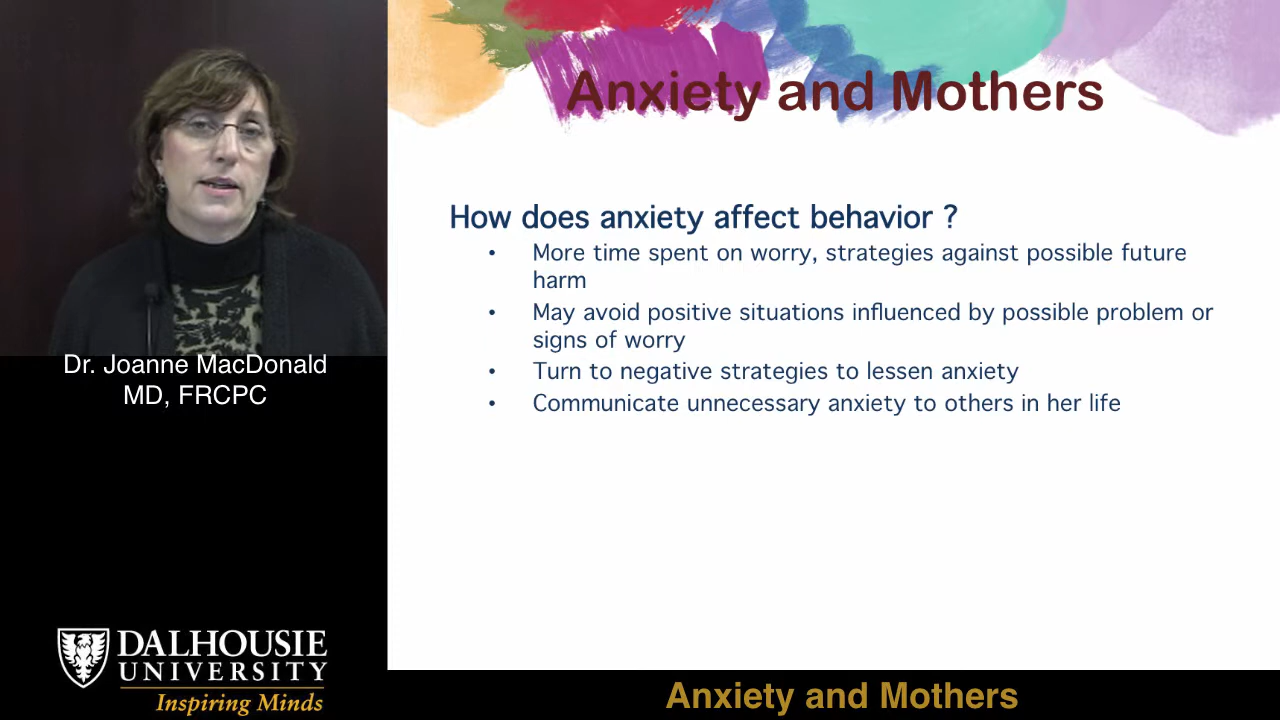 Anxiety and Mothers
How does anxiety affect behavior ?
• More time spent on worry, strategies against possible future
harm
• May avoid positive situations influenced by possible problem or
signs of worry
• Turn to negative strategies to lessen anxiety
• Communicate unnecessary anxiety to others in her life
Dr. Joanne MacDonald
MD, FRCPC
DALHOUSIE
UNIVERSITY
Inspiring Minds
Anxiety and Mothers